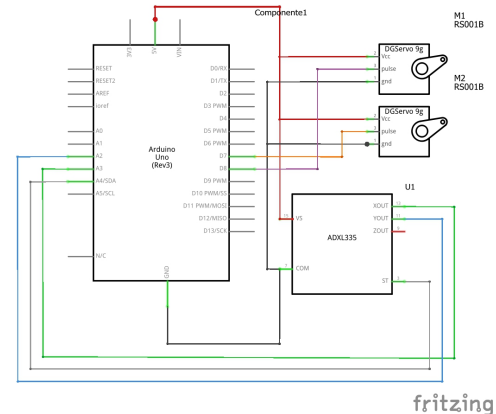 Componente1
M1
RS001B
DGServo 9g
Vcc
pulse
gnd
M2
RS001B
DGServo 9g
Vcc
pulse
gnd
3V3
5V
VIN
RESET
RESET2
AREF
ioref
A0
A1
A2
A3
A4/SDA
A5/SCL
N/C
Arduino
Uno
(Rev3)
D0/RX
D1/TX
D2
D3 PWM
D4
D5 PWM
D6 PWM
D7
D8
D9 PWM
D10 PWM/SS
D11 PWM/MOSI
D12/MISO
D13/SCK
GND
U1
ADXL335
VS
COM
XOUT
YOUT
ZOUT
ST
fritzing